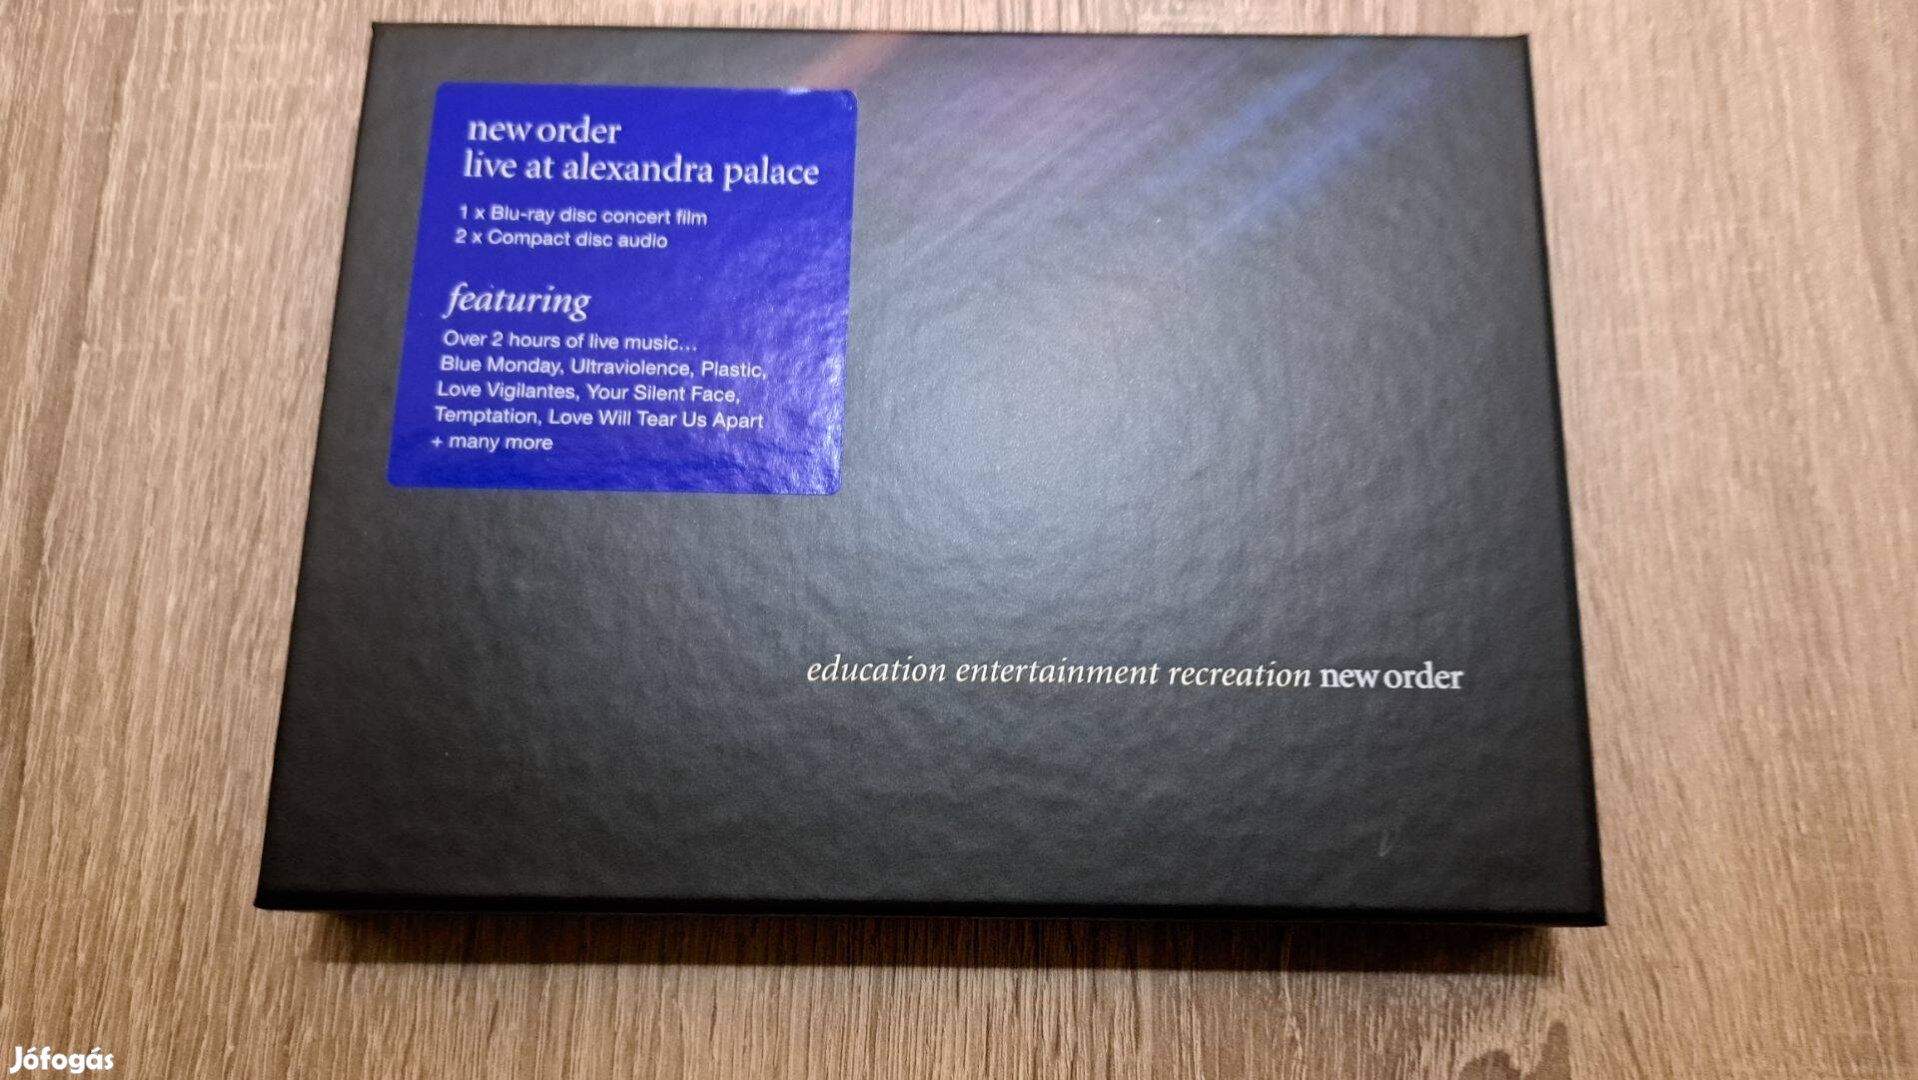 new order
live at alexandra palace
1 x Blu-ray disc concert film
2 x Compact disc audio
featuring
Over 2 hours of live music...
Blue Monday, Ultraviolence, Plastic,
Love Vigilantes, Your Silent Face,
Temptation, Love Will Tear Us Apart
+ many more
education entertainment recreation new order
Jófogás